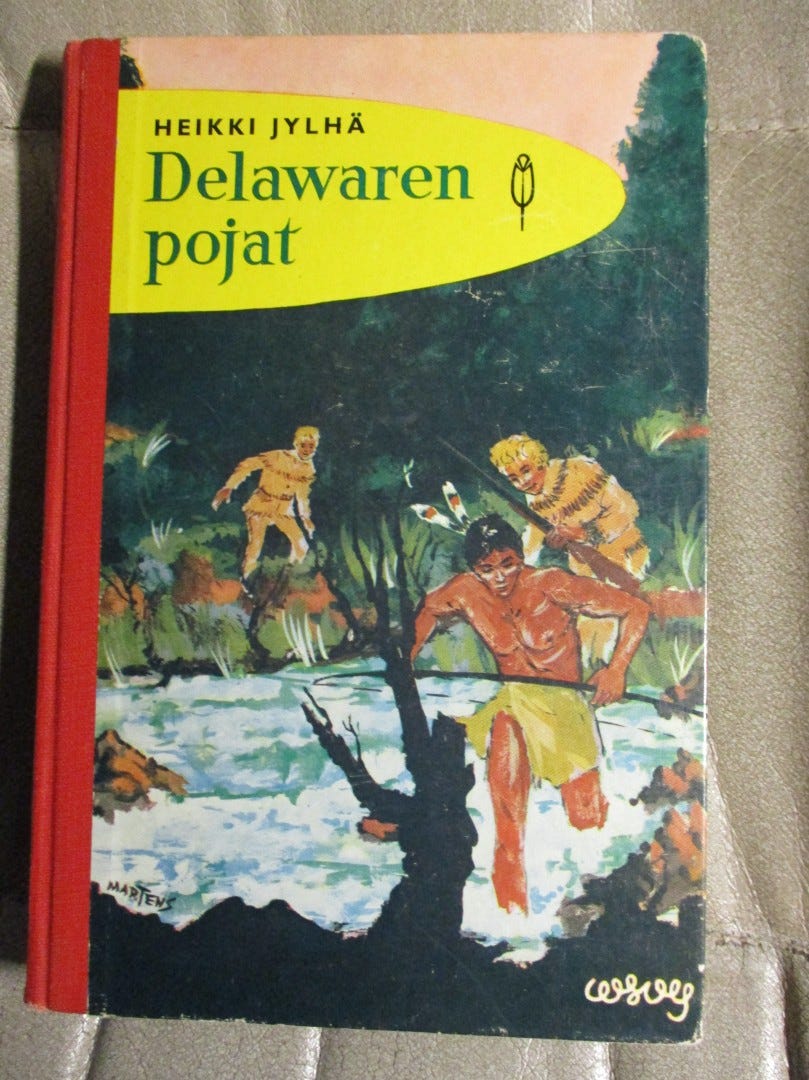 HEIKKI JYLHÄ
Delawaren
pojat
MARTENS
wsoy